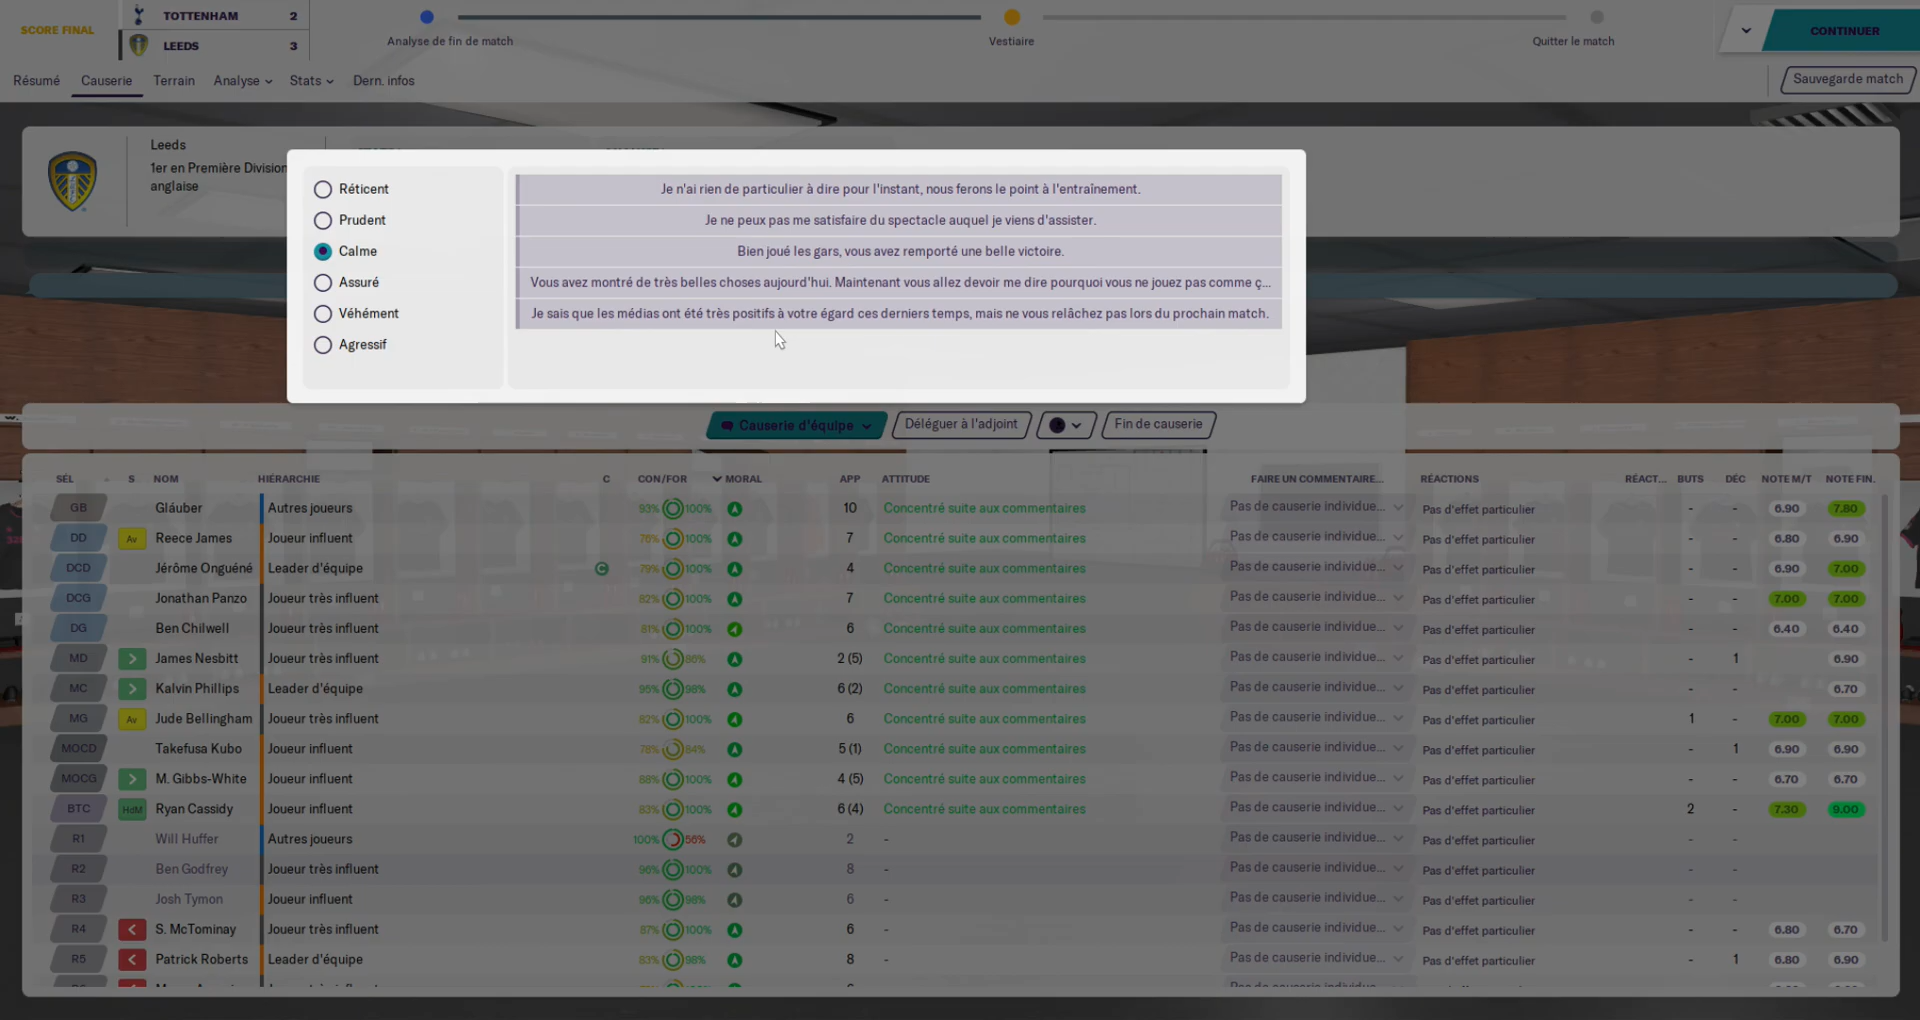 SCORE FINAL
TOTTENHAM 2
LEEDS 3
Analyse de fin de match
Vestiaire
Quitter le match
CONTINUER
Résumé Causerie Terrain Analyse Stats Dern. infos
Sauvegarde match
Leeds
1er en Première Division
anglaise
Réticent
Prudent
Calme
Assuré
Véhément
Agressif
Je n'ai rien de particulier à dire pour l'instant, nous ferons le point à l'entraînement.
Je ne peux pas me satisfaire du spectacle auquel je viens d'assister.
Bien joué les gars, vous avez remporté une belle victoire.
Vous avez montré de très belles choses aujourd'hui. Maintenant vous allez devoir me dire pourquoi vous ne jouez pas comme ç...
Je sais que les médias ont été très positifs à votre égard ces derniers temps, mais ne vous relâchez pas lors du prochain match.
Causerie d'équipe Déléguer à l'adjoint Fin de causerie
SÉL S NOM HIÉRARCHIE C CON/FOR MORAL APP ATTITUDE FAIRE UN COMMENTAIRE... RÉACTIONS RÉACT... BUTS DÉC NOTE M/T NOTE FIN.
GB Gláuber Autres joueurs 93% 100% 10 Concentré suite aux commentaires Pas de causerie individue... Pas d'effet particulier - - 6.90 7.80
DD Av Reece James Joueur influent 76% 100% 7 Concentré suite aux commentaires Pas de causerie individue... Pas d'effet particulier - - 6.80 6.90
DCD Jérôme Onguéné Leader d'équipe C 79% 100% 4 Concentré suite aux commentaires Pas de causerie individue... Pas d'effet particulier - - 6.90 7.00
DCG Jonathan Panzo Joueur très influent 82% 100% 7 Concentré suite aux commentaires Pas de causerie individue... Pas d'effet particulier - - 7.00 7.00
DG Ben Chilwell Joueur très influent 81% 100% 6 Concentré suite aux commentaires Pas de causerie individue... Pas d'effet particulier - - 6.40 6.40
MD James Nesbitt Joueur très influent 91% 86% 2 (5) Concentré suite aux commentaires Pas de causerie individue... Pas d'effet particulier - 1 6.90
MC Kalvin Phillips Leader d'équipe 95% 98% 6 (2) Concentré suite aux commentaires Pas de causerie individue... Pas d'effet particulier - - 6.70
MG Av Jude Bellingham Joueur très influent 82% 100% 6 Concentré suite aux commentaires Pas de causerie individue... Pas d'effet particulier 1 - 7.00 7.00
MOCD Takefusa Kubo Joueur influent 78% 84% 5 (1) Concentré suite aux commentaires Pas de causerie individue... Pas d'effet particulier - 1 6.90 6.90
MOCG M. Gibbs-White Joueur influent 88% 100% 4 (5) Concentré suite aux commentaires Pas de causerie individue... Pas d'effet particulier - - 6.70 6.70
BTC HdM Ryan Cassidy Joueur influent 83% 100% 6 (4) Concentré suite aux commentaires Pas de causerie individue... Pas d'effet particulier 2 - 7.30 9.00
R1 Will Huffer Autres joueurs 100% 56% 2 - Pas de causerie individue... Pas d'effet particulier - -
R2 Ben Godfrey Joueur très influent 96% 100% 8 - Pas de causerie individue... Pas d'effet particulier - -
R3 Josh Tymon Joueur influent 96% 98% 6 - Pas de causerie individue... Pas d'effet particulier - -
R4 S. McTominay Joueur très influent 87% 100% 6 - Pas de causerie individue... Pas d'effet particulier - - 6.80 6.70
R5 Patrick Roberts Leader d'équipe 83% 98% 8 - Pas de causerie individue... Pas d'effet particulier - 1 6.80 6.90